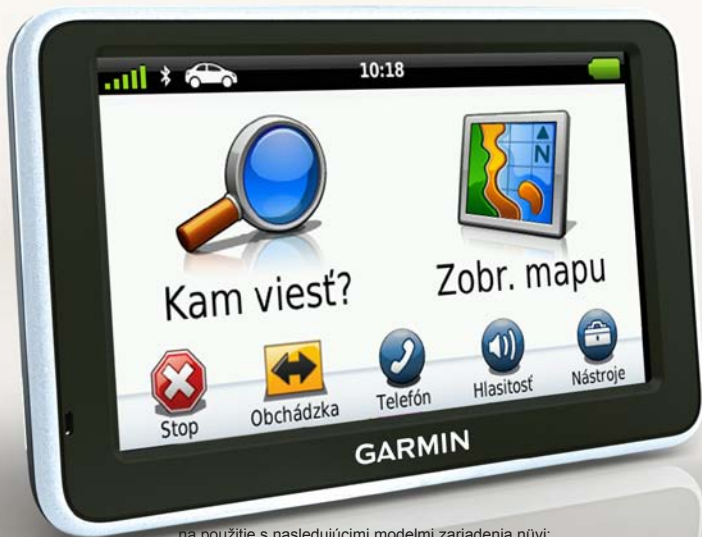 10:18
N
Kam viesť?
Zobr. mapu
Stop
Obchádzka
Telefón
Hlasitosť
Nástroje
GARMIN
na použitie s nasledujúcimi modelmi zariadenia nüvi: